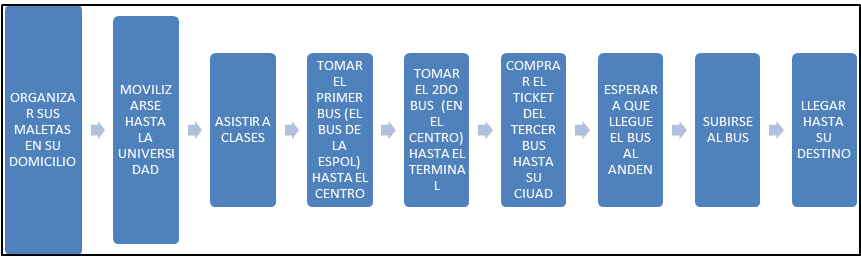 ORGANIZA
R SUS
MALETAS
EN SU
DOMICILIO
MOVILIZ
ARSE
HASTA
LA
UNIVERSI
DAD
ASISTIR A
CLASES
TOMAR
EL
PRIMER
BUS (EL
BUS DE
LA
ESPOL)
HASTA EL
CENTRO
TOMAR
EL 2DO
BUS (EN
EL
CENTRO)
HASTA EL
TERMINA
L
COMPRA
R EL
TICKET
DEL
TERCER
BUS
HASTA
SU
CIUAD
ESPERAR
A QUE
LLEGUE
EL BUS
AL
ANDEN
SUBIRSE
AL BUS
LLEGAR
HASTA
SU
DESTINO